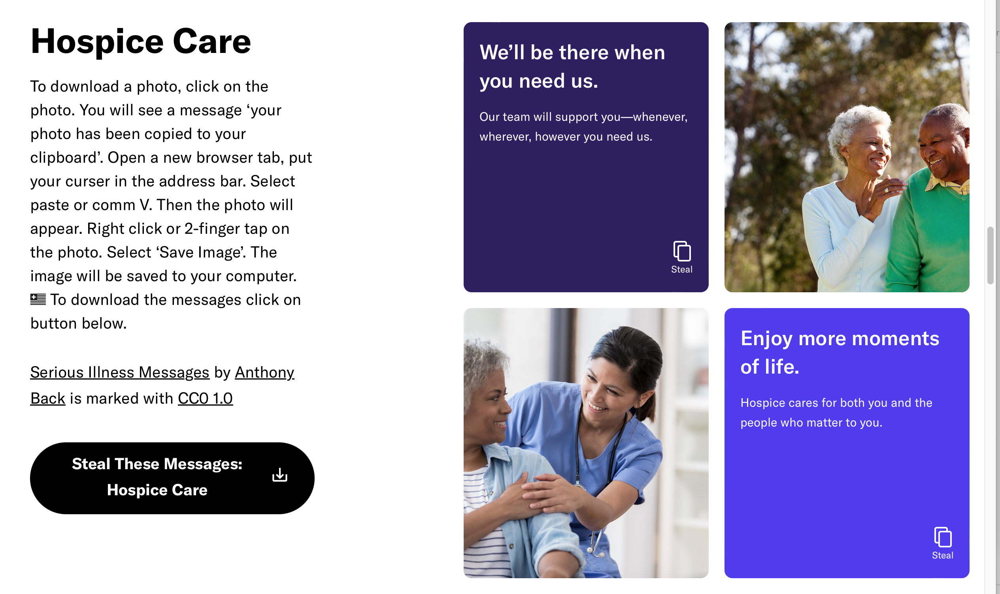 Hospice Care
To download a photo, click on the
photo. You will see a message ‘your
photo has been copied to your
clipboard’. Open a new browser tab, put
your curser in the address bar. Select
paste or comm V. Then the photo will
appear. Right click or 2-finger tap on
the photo. Select ‘Save Image’. The
image will be saved to your computer.
To download the messages click on
button below.
Serious Illness Messages by Anthony
Back is marked with CC0 1.0
Steal These Messages:
Hospice Care
We’ll be there when
you need us.
Our team will support you—whenever,
wherever, however you need us.
Steal
Enjoy more moments
of life.
Hospice cares for both you and the
people who matter to you.
Steal